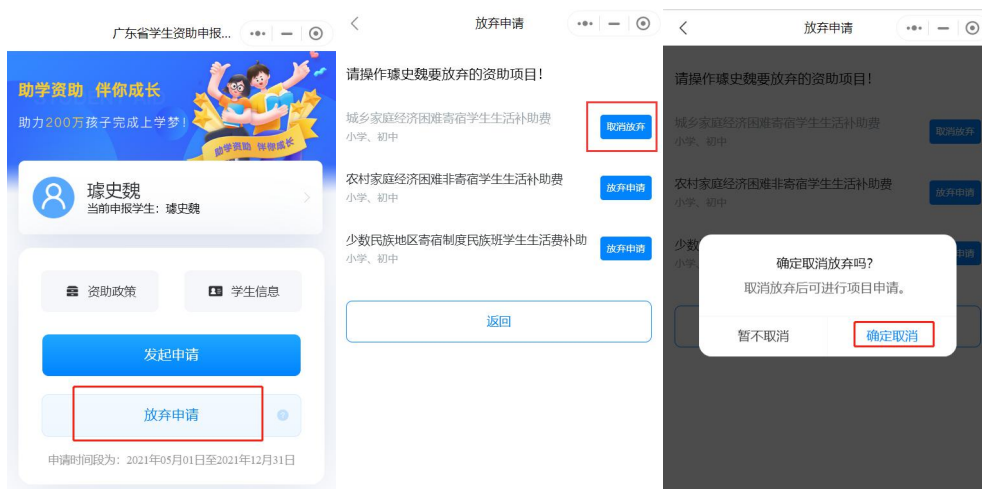 广东省学生资助申报...
助学资助 伴你成长
助力200万孩子完成上学梦!
助学资助 伴你成长
璩史魏
当前申报学生：璩史魏
资助政策
学生信息
发起申请
放弃申请
?
申请时间段为：2021年05月01日至2021年12月31日
放弃申请
请操作璩史魏要放弃的资助项目！
城乡家庭经济困难寄宿学生生活补助费
小学、初中
取消放弃
农村家庭经济困难非寄宿学生生活补助费
小学、初中
放弃申请
少数民族地区寄宿制度民族班学生生活费补助
小学、初中
放弃申请
返回
放弃申请
请操作璩史魏要放弃的资助项目！
城乡家庭经济困难寄宿学生生活补助费
小学、初中
取消放弃
农村家庭经济困难非寄宿学生生活补助费
小学、初中
放弃申请
少数
小学、
申请
确定取消放弃吗?
取消放弃后可进行项目申请。
暂不取消
确定取消